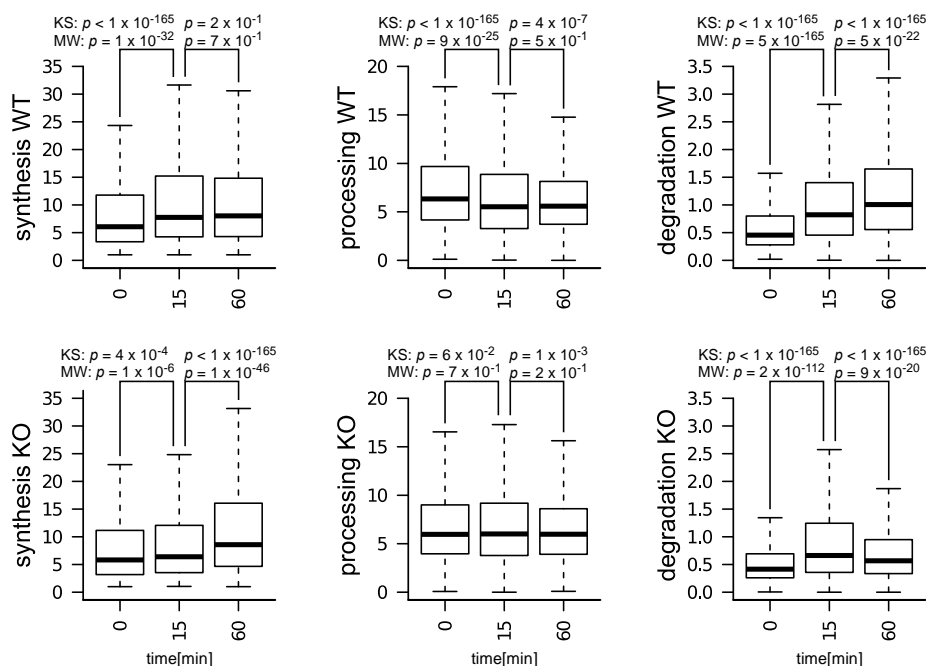 KS: p < 1 x 10⁻¹⁶⁵ p = 2 x 10⁻¹
MW: p = 1 x 10⁻³² p = 7 x 10⁻¹
synthesis WT
35
30
25
20
15
10
5
0
0 15 60
KS: p < 1 x 10⁻¹⁶⁵ p = 4 x 10⁻⁷
MW: p = 9 x 10⁻²⁵ p = 5 x 10⁻¹
processing WT
20
15
10
5
0
0 15 60
KS: p < 1 x 10⁻¹⁶⁵ p < 1 x 10⁻¹⁶⁵
MW: p = 5 x 10⁻¹⁶⁵ p = 5 x 10⁻²²
degradation WT
3.5
3.0
2.5
2.0
1.5
1.0
0.5
0.0
0 15 60
KS: p = 4 x 10⁻⁴ p < 1 x 10⁻¹⁶⁵
MW: p = 1 x 10⁻⁶ p = 1 x 10⁻⁴⁶
synthesis KO
35
30
25
20
15
10
5
0
0 15 60
time[min]
KS: p = 6 x 10⁻² p = 1 x 10⁻³
MW: p = 7 x 10⁻¹ p = 2 x 10⁻¹
processing KO
20
15
10
5
0
0 15 60
time[min]
KS: p < 1 x 10⁻¹⁶⁵ p < 1 x 10⁻¹⁶⁵
MW: p = 2 x 10⁻¹¹² p = 9 x 10⁻²⁰
degradation KO
3.5
3.0
2.5
2.0
1.5
1.0
0.5
0.0
0 15 60
time[min]